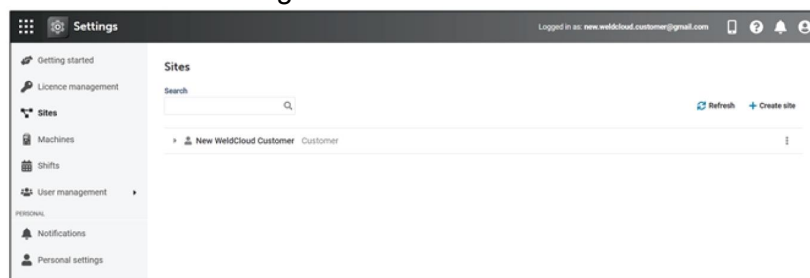 Settings
Logged in as: new.weldcloud.customer@gmail.com
Getting started
Licence management
Sites
Machines
Shifts
User management
PERSONAL
Notifications
Personal settings
Sites
Search
Refresh
Create site
New WeldCloud Customer Customer